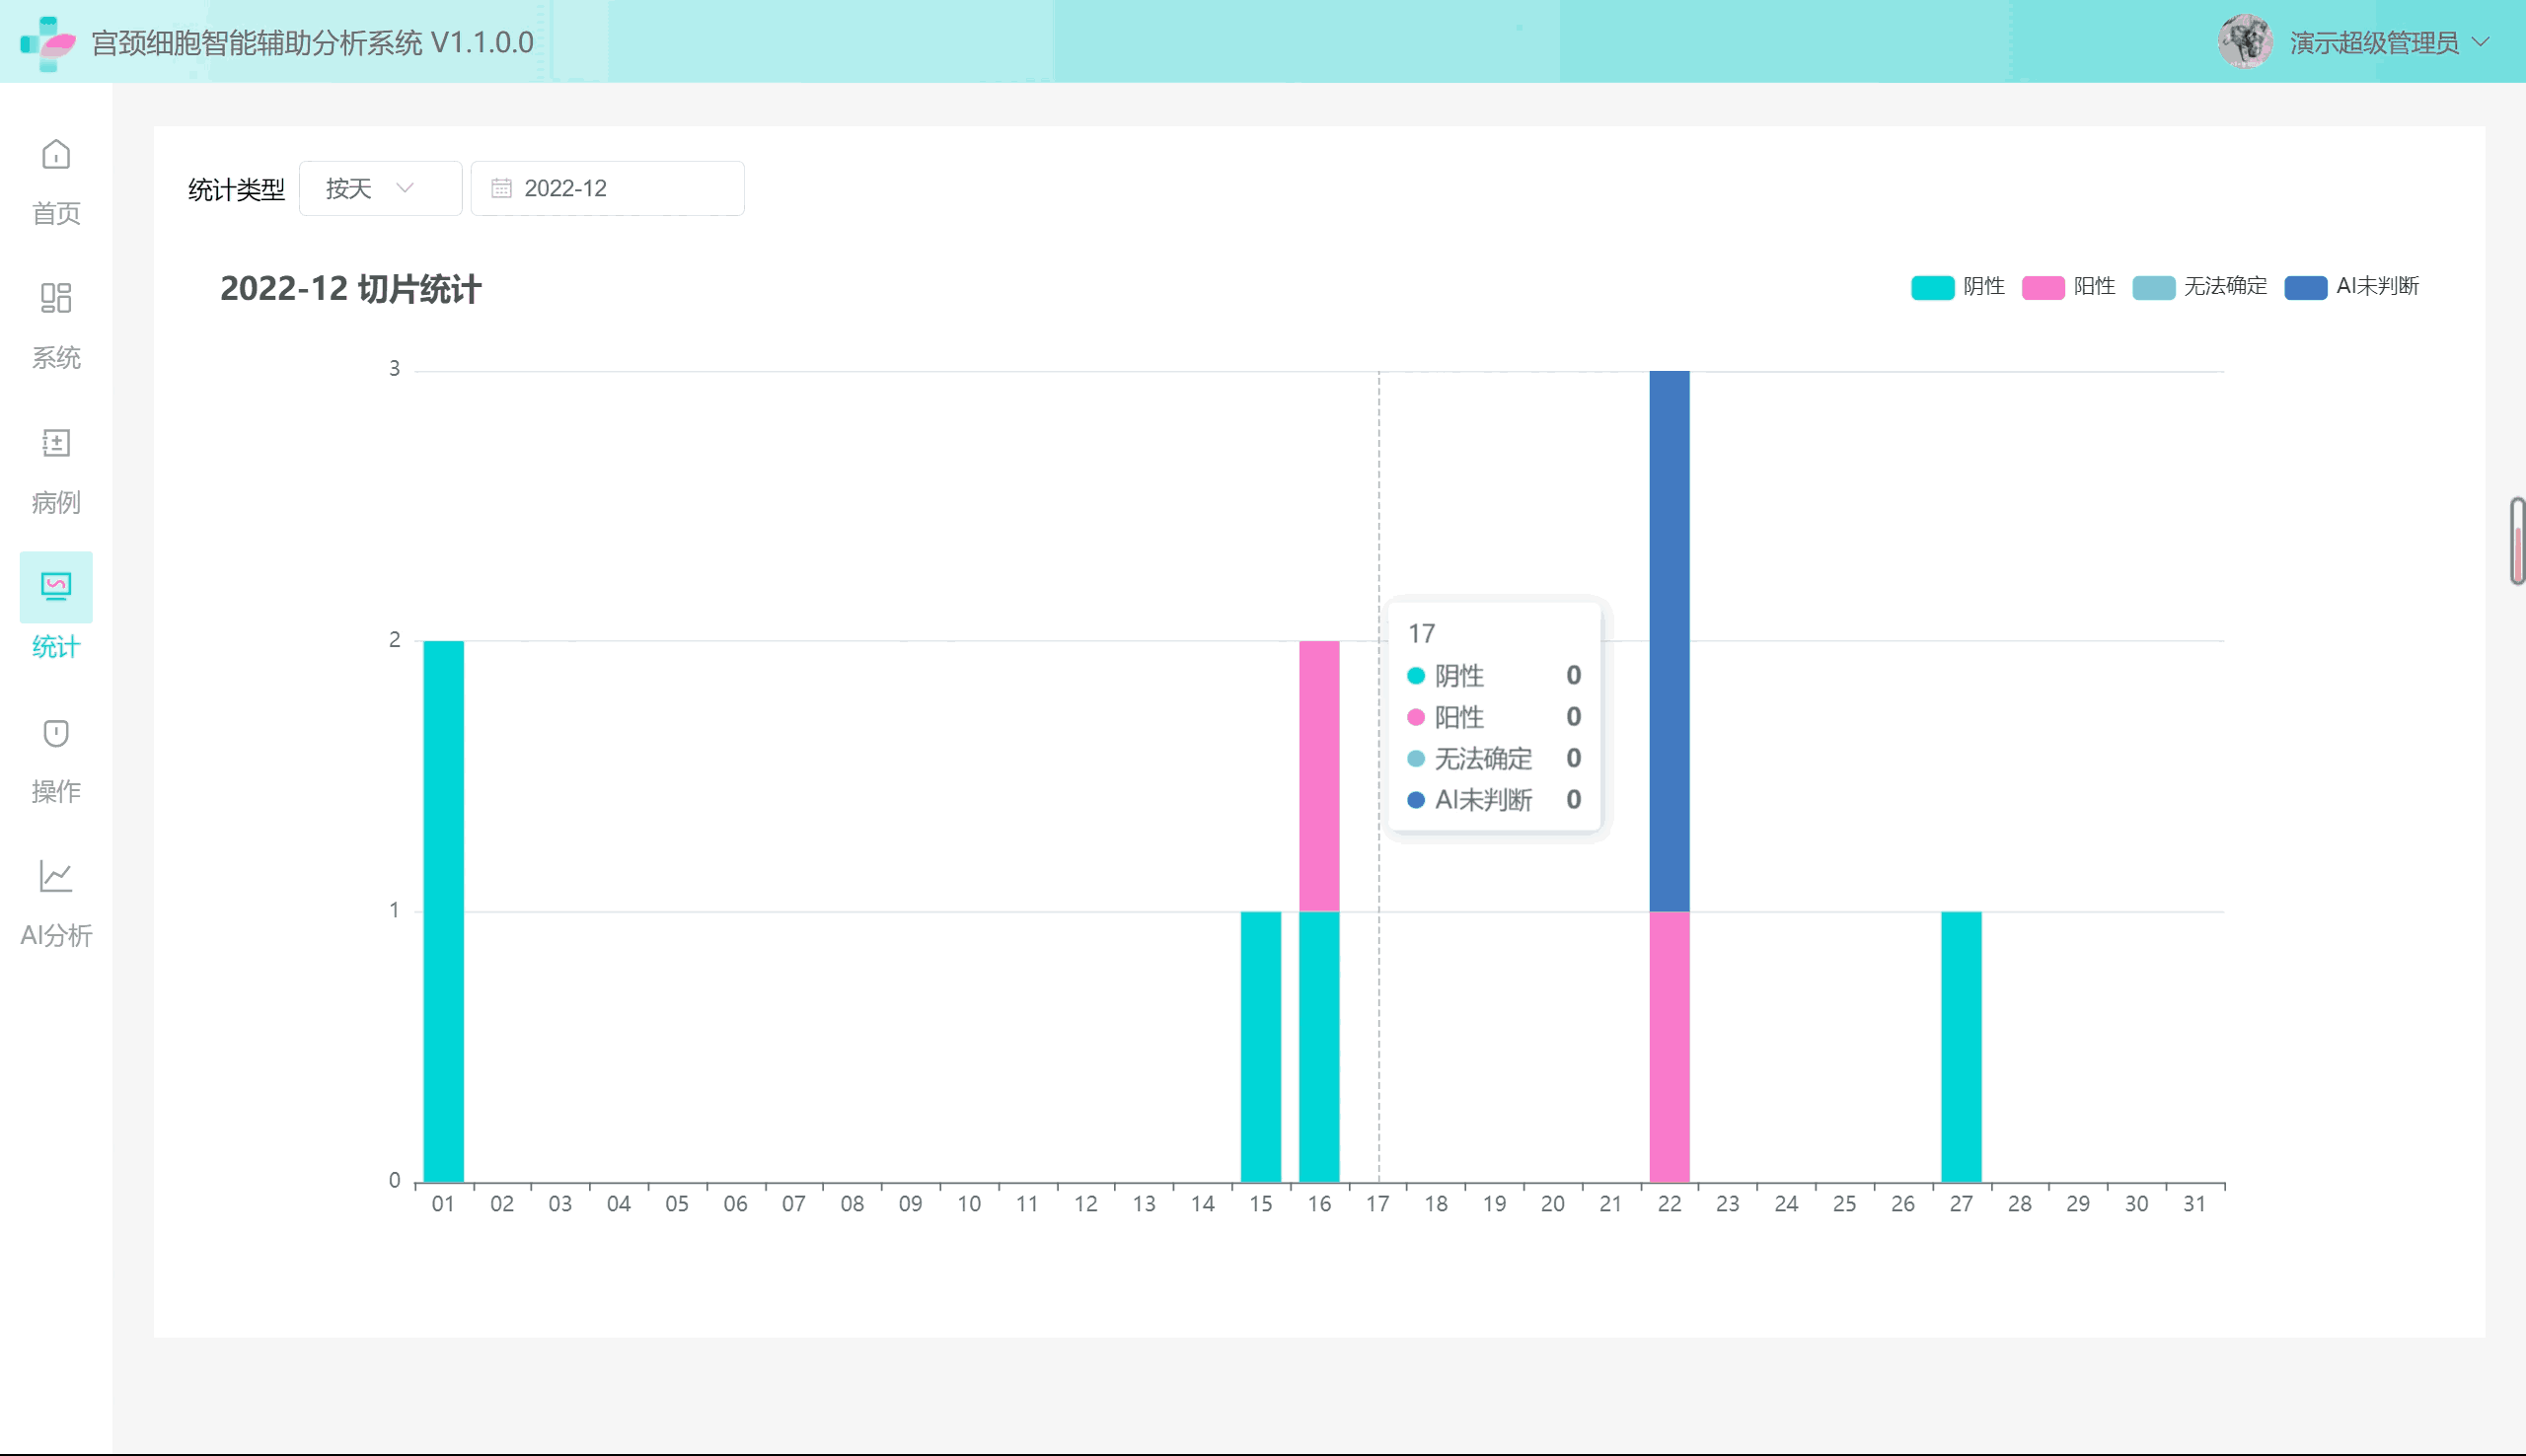 宫颈细胞智能辅助分析系统 V1.1.0.0
演示超级管理员
首页
系统
病例
统计
操作
AI分析
统计类型 按天 2022-12
2022-12 切片统计
阴性 阳性 无法确定 AI未判断
3
2
1
0
17
阴性 0
阳性 0
无法确定 0
AI未判断 0
01 02 03 04 05 06 07 08 09 10 11 12 13 14 15 16 17 18 19 20 21 22 23 24 25 26 27 28 29 30 31